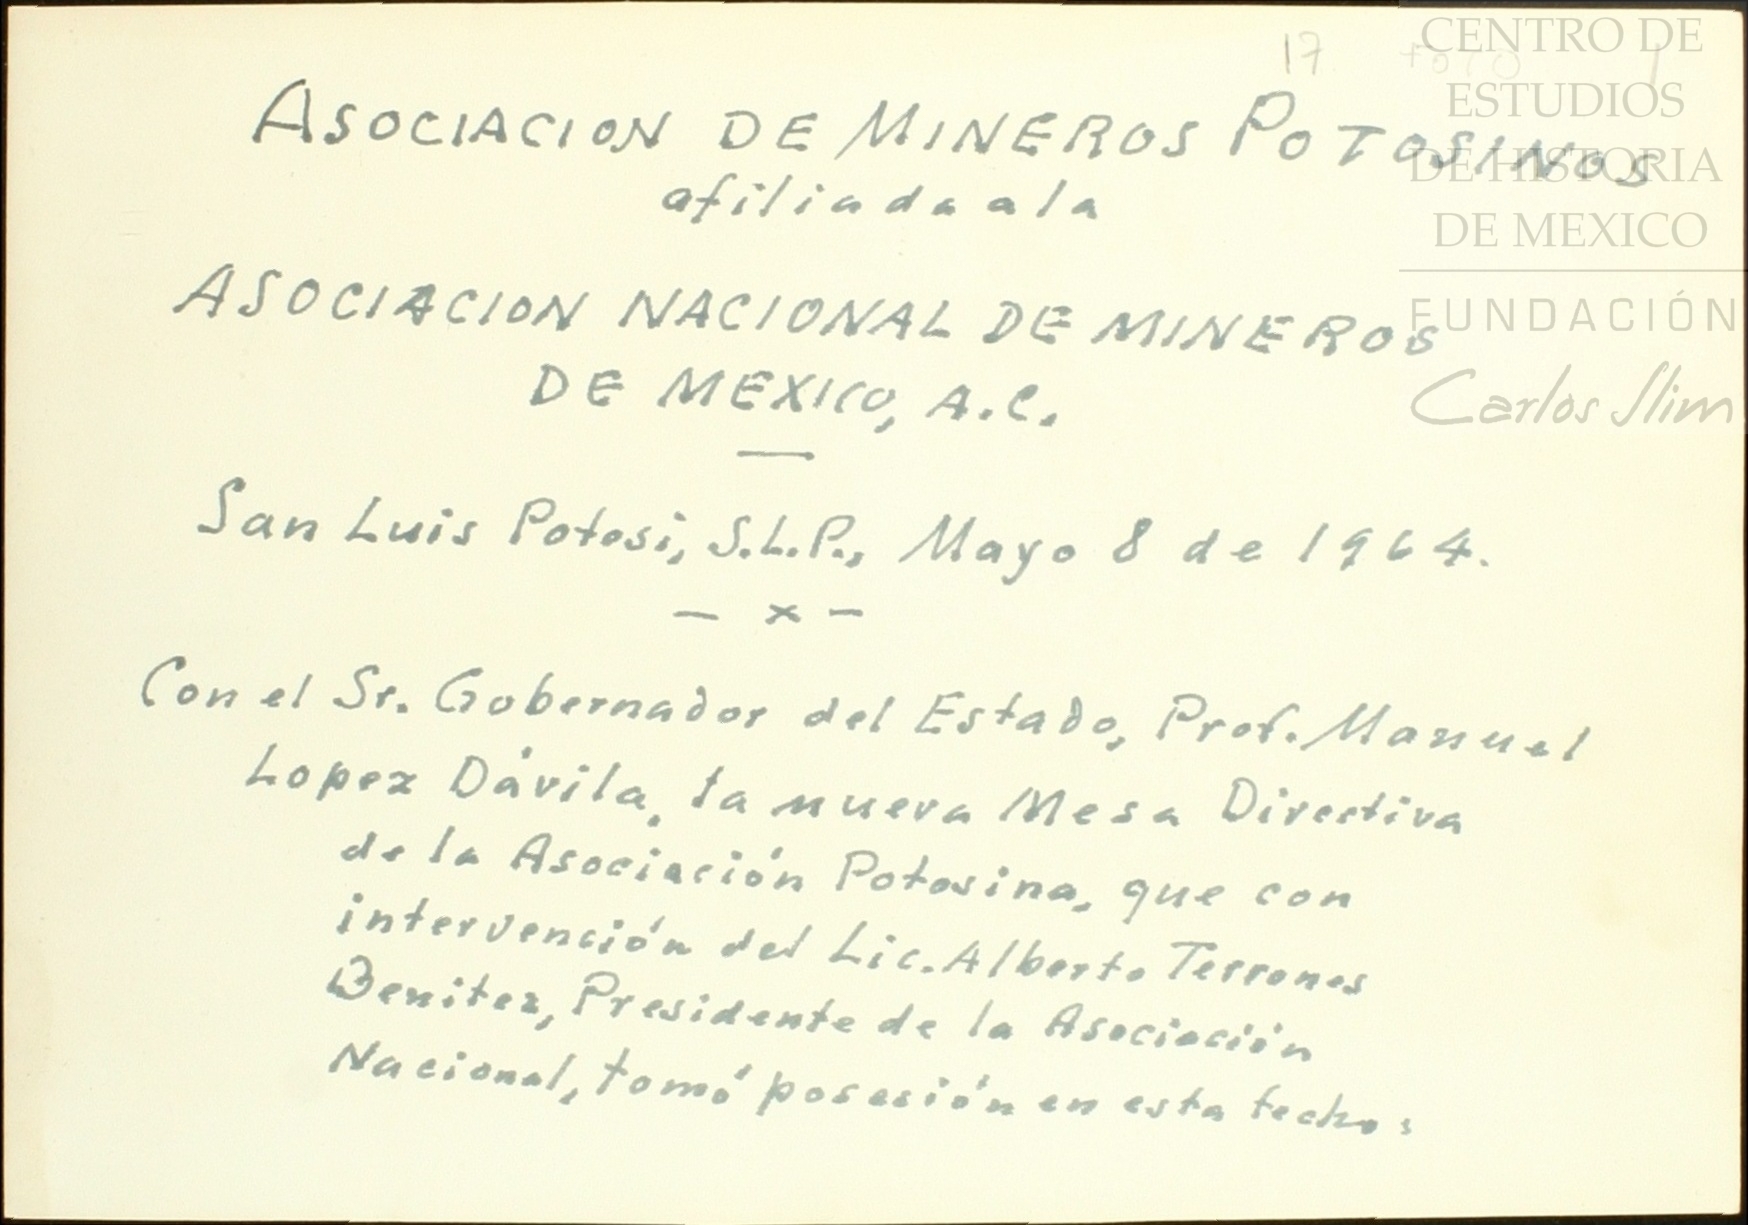 17 FOTO 1
ASOCIACION DE MINEROS POTOSINOS
afiliada a la
ASOCIACION NACIONAL DE MINEROS
DE MEXICO, A.C.
San Luis Potosi, S.L.P., Mayo 8 de 1964.
- x -
Con el Sr. Gobernador del Estado, Prof. Manuel
Lopez Dávila, la nueva Mesa Directiva
de la Asociación Potosina, que con
intervención del Lic. Alberto Terrones
Benitez, Presidente de la Asociación
Nacional, tomó posesión en esta fecha:
CENTRO DE
ESTUDIOS
DE HISTORIA
DE MEXICO
FUNDACIÓN
Carlos Slim